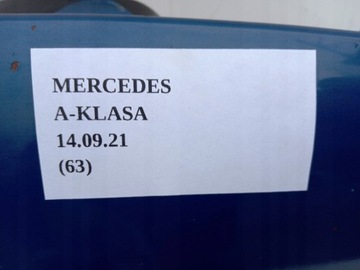 MERCEDES
A-KLASA
14.09.21
(63)